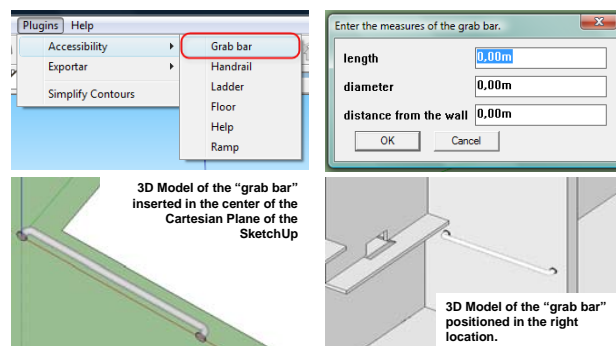 Plugins Help
Accessibility
Exportar
Simplify Contours
Grab bar
Handrail
Ladder
Floor
Help
Ramp
Enter the measures of the grab bar.
length 0,00m
diameter 0,00m
distance from the wall 0,00m
OK Cancel
3D Model of the “grab bar”
inserted in the center of the
Cartesian Plane of the
SketchUp
3D Model of the “grab bar”
positioned in the right
location.